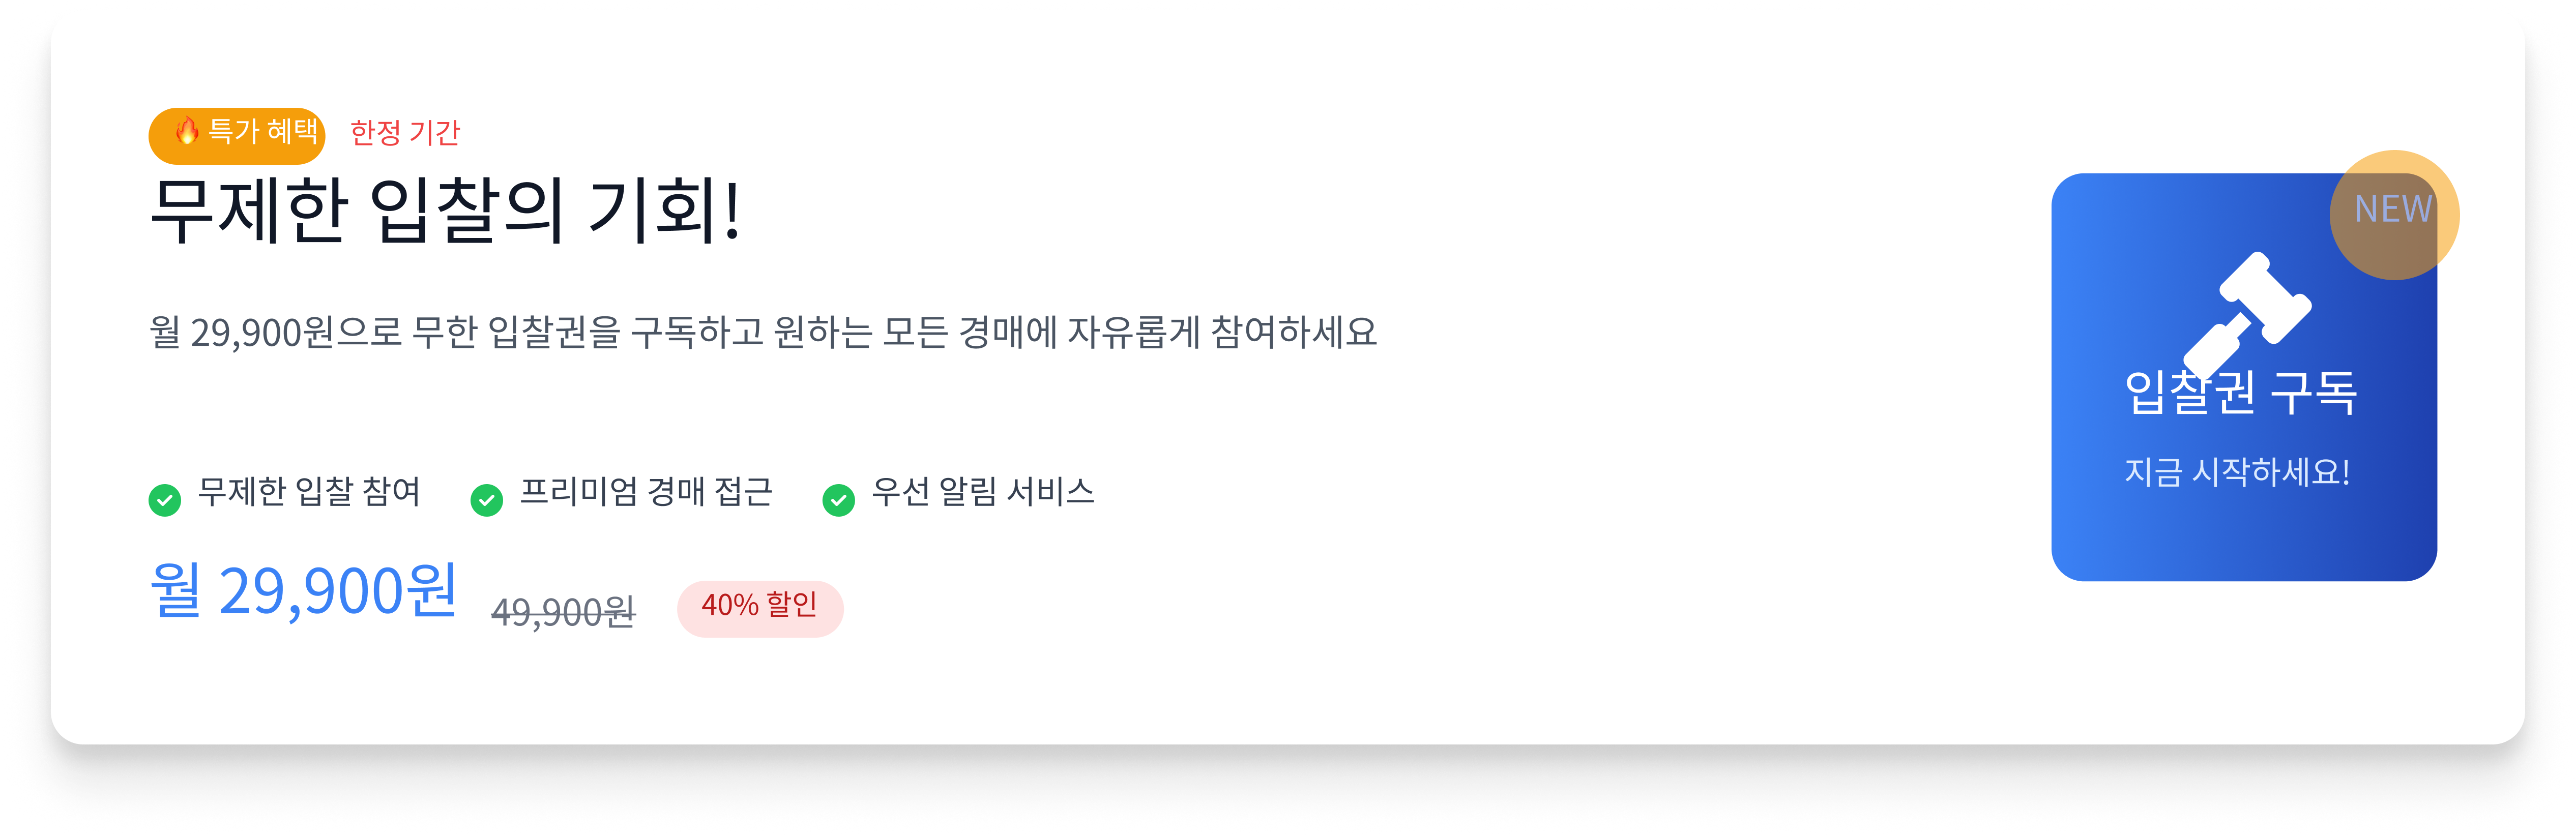 🔥 특가 혜택 한정 기간
무제한 입찰의 기회!
월 29,900원으로 무한 입찰권을 구독하고 원하는 모든 경매에 자유롭게 참여하세요
무제한 입찰 참여 프리미엄 경매 접근 우선 알림 서비스
월 29,900원 49,900원 40% 할인
NEW
입찰권 구독
지금 시작하세요!